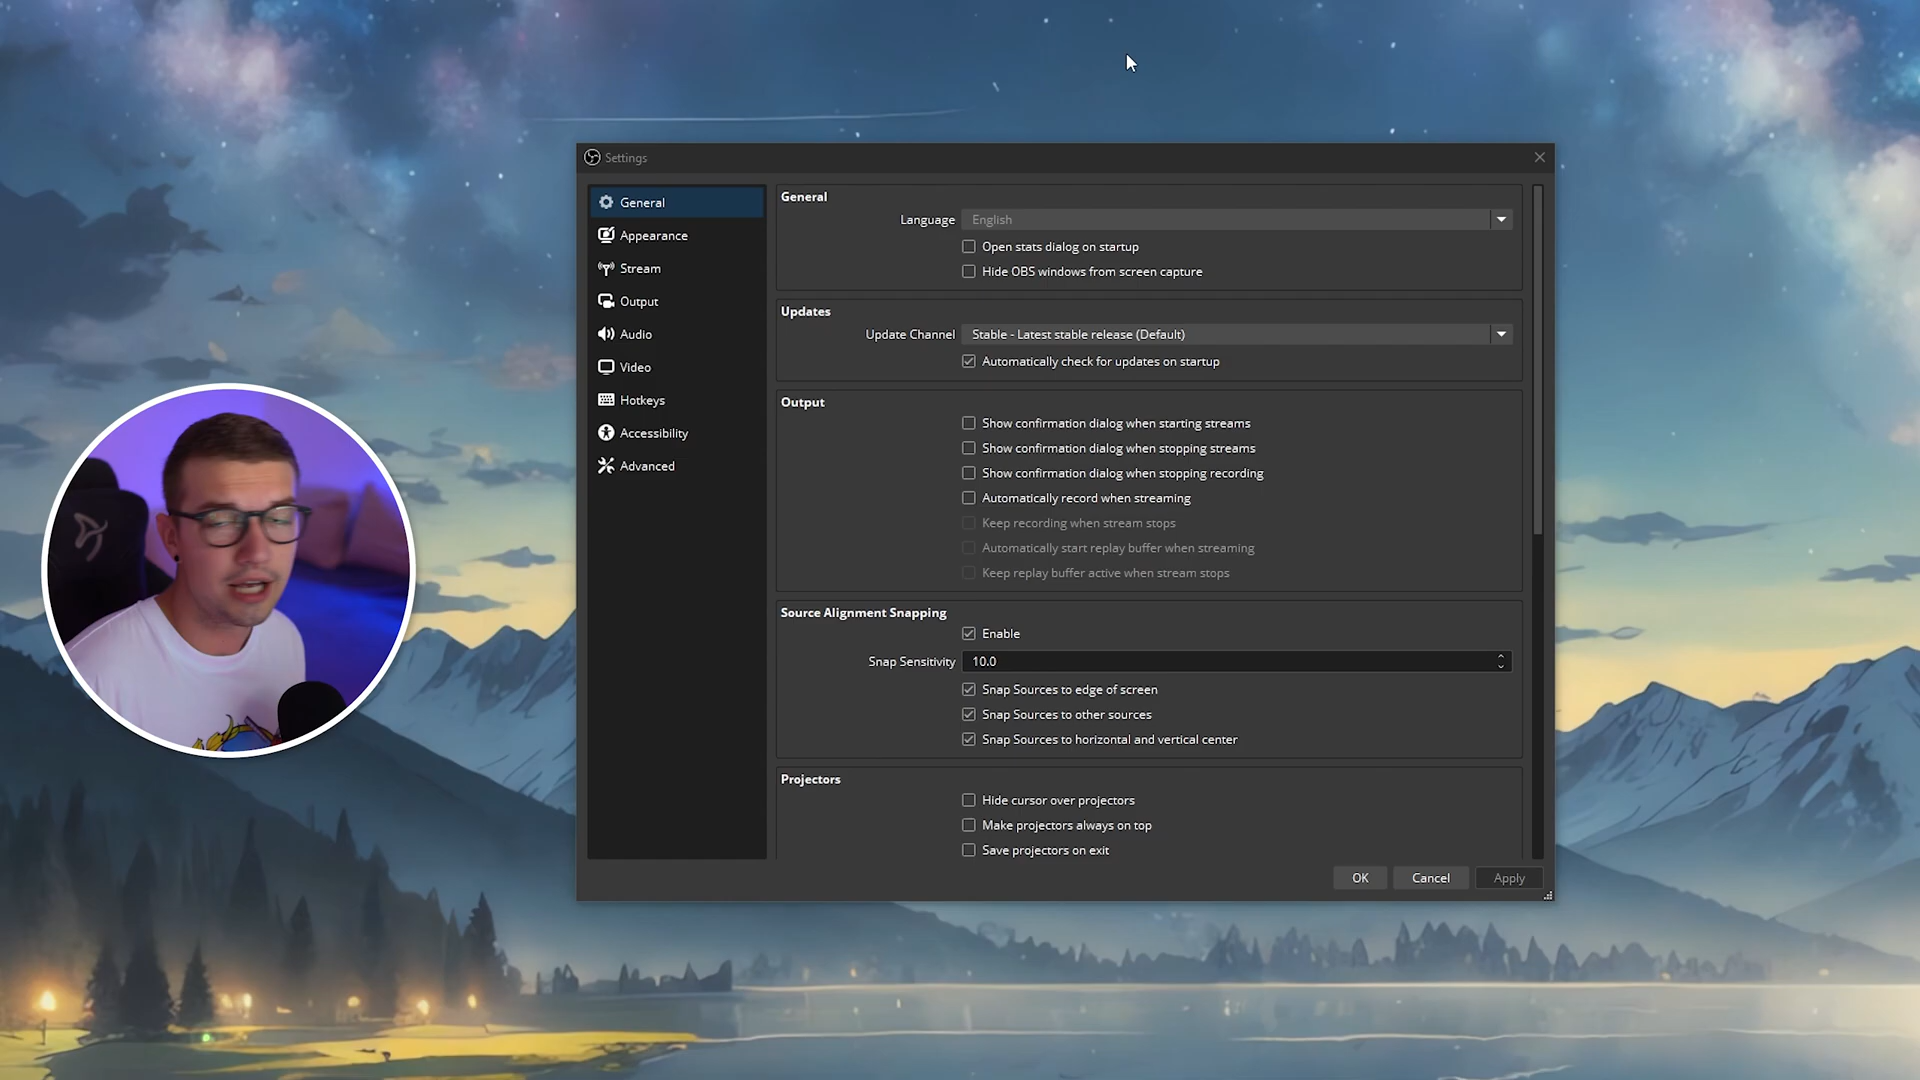 Settings
General
Appearance
Stream
Output
Audio
Video
Hotkeys
Accessibility
Advanced
General
Language English
Open stats dialog on startup
Hide OBS windows from screen capture
Updates
Update Channel Stable - Latest stable release (Default)
Automatically check for updates on startup
Output
Show confirmation dialog when starting streams
Show confirmation dialog when stopping streams
Show confirmation dialog when stopping recording
Automatically record when streaming
Keep recording when stream stops
Automatically start replay buffer when streaming
Keep replay buffer active when stream stops
Source Alignment Snapping
Enable
Snap Sensitivity 10.0
Snap Sources to edge of screen
Snap Sources to other sources
Snap Sources to horizontal and vertical center
Projectors
Hide cursor over projectors
Make projectors always on top
Save projectors on exit
OK Cancel Apply